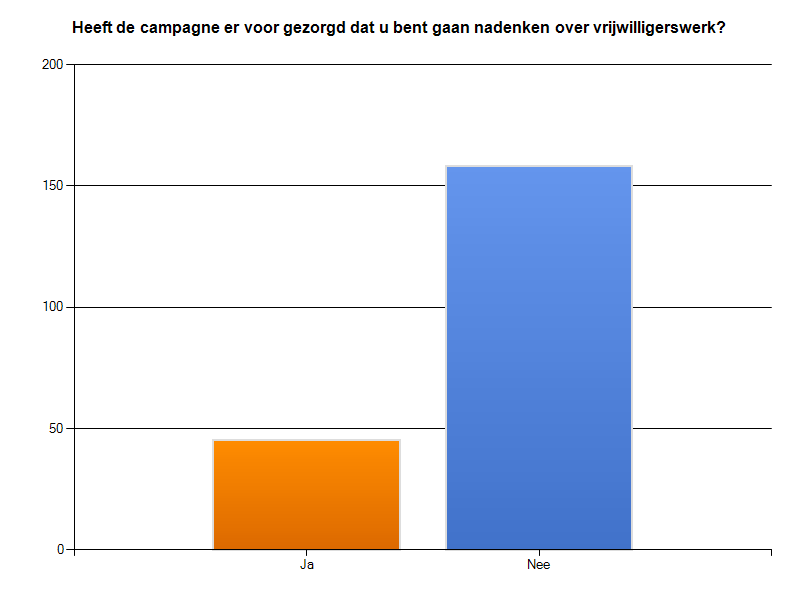 Heeft de campagne er voor gezorgd dat u bent gaan nadenken over vrijwilligerswerk?
200
150
100
50
0
Ja Nee